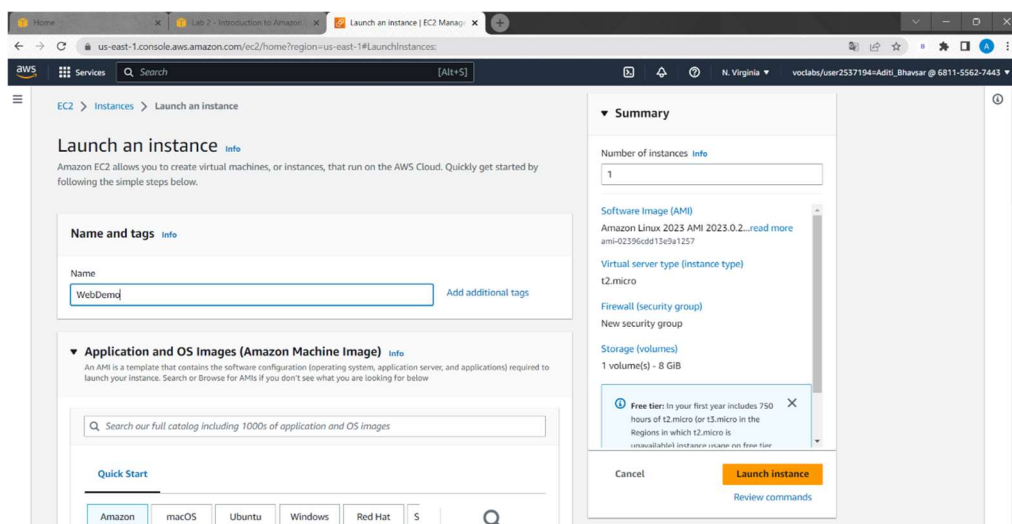 Home
Lab 2 - Introduction to Amazon
Launch an instance | EC2 Manage
us-east-1.console.aws.amazon.com/ec2/home?region=us-east-1#LaunchInstances:
aws
Services
Search
[Alt+S]
N. Virginia ▼
voclabs/user2537194=Aditi_Bhavsar @ 6811-5562-7443 ▼
EC2 > Instances > Launch an instance
Launch an instance Info
Amazon EC2 allows you to create virtual machines, or instances, that run on the AWS Cloud. Quickly get started by
following the simple steps below.
Name and tags Info
Name
WebDemo
Add additional tags
▼ Application and OS Images (Amazon Machine Image) Info
An AMI is a template that contains the software configuration (operating system, application server, and applications) required to
launch your instance. Search or Browse for AMIs if you don't see what you are looking for below
Search our full catalog including 1000s of application and OS images
Quick Start
Amazon
macOS
Ubuntu
Windows
Red Hat
S
▼ Summary
Number of instances Info
1
Software Image (AMI)
Amazon Linux 2023 AMI 2023.0.2...read more
ami-02396cdd13e9a1257
Virtual server type (instance type)
t2.micro
Firewall (security group)
New security group
Storage (volumes)
1 volume(s) - 8 GiB
Free tier: In your first year includes 750
hours of t2.micro (or t3.micro in the
Regions in which t2.micro is
unavailable) instance usage on free tier
Cancel
Launch instance
Review commands